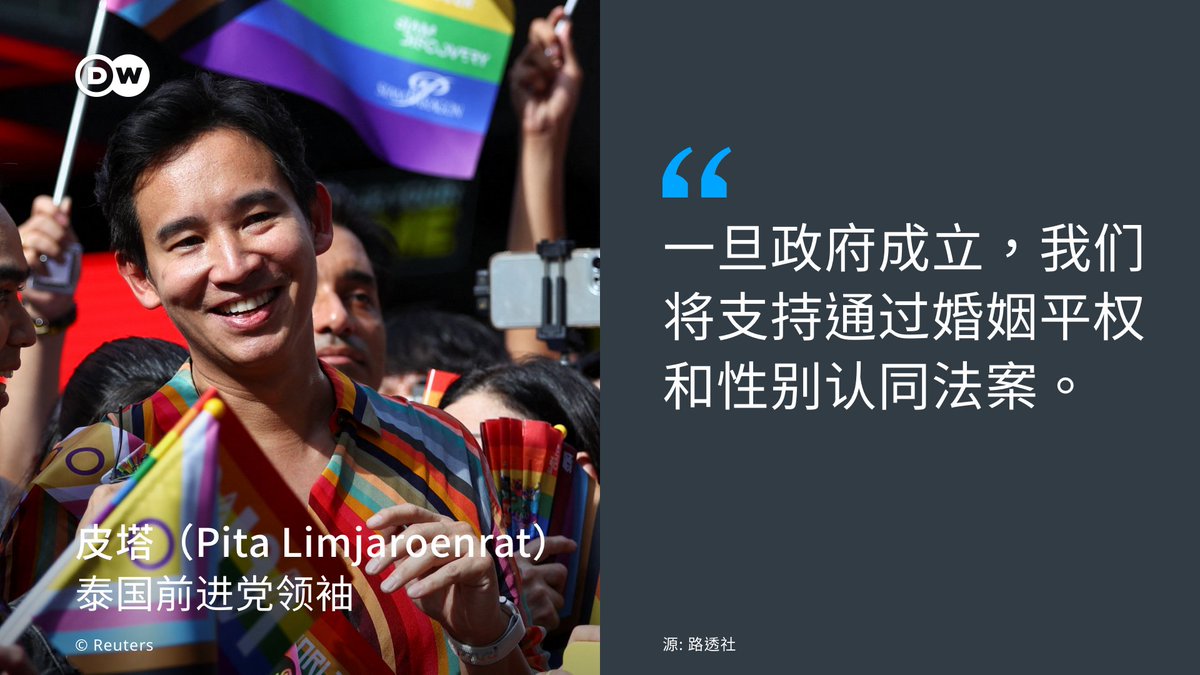 DW
SIAM
DISCOVERY
皮塔（Pita Limjaroenrat）
泰国前进党领袖
© Reuters
一旦政府成立，我们
将支持通过婚姻平权
和性别认同法案。
源: 路透社